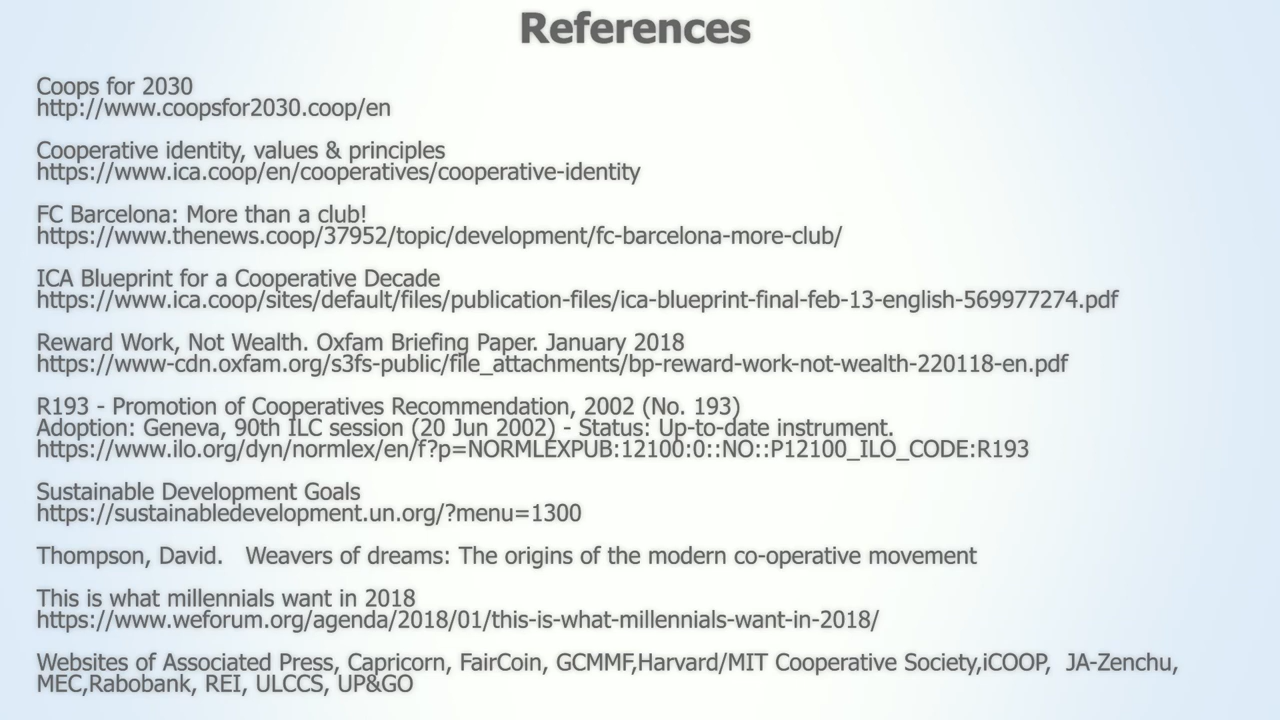 References
Coops for 2030
http://www.coopsfor2030.coop/en
Cooperative identity, values & principles
https://www.ica.coop/en/cooperatives/cooperative-identity
FC Barcelona: More than a club!
https://www.thenews.coop/37952/topic/development/fc-barcelona-more-club/
ICA Blueprint for a Cooperative Decade
https://www.ica.coop/sites/default/files/publication-files/ica-blueprint-final-feb-13-english-569977274.pdf
Reward Work, Not Wealth. Oxfam Briefing Paper. January 2018
https://www-cdn.oxfam.org/s3fs-public/file_attachments/bp-reward-work-not-wealth-220118-en.pdf
R193 - Promotion of Cooperatives Recommendation, 2002 (No. 193)
Adoption: Geneva, 90th ILC session (20 Jun 2002) - Status: Up-to-date instrument.
https://www.ilo.org/dyn/normlex/en/f?p=NORMLEXPUB:12100:0::NO::P12100_ILO_CODE:R193
Sustainable Development Goals
https://sustainabledevelopment.un.org/?menu=1300
Thompson, David.   Weavers of dreams: The origins of the modern co-operative movement
This is what millennials want in 2018
https://www.weforum.org/agenda/2018/01/this-is-what-millennials-want-in-2018/
Websites of Associated Press, Capricorn, FairCoin, GCMMF,Harvard/MIT Cooperative Society,iCOOP,  JA-Zenchu,
MEC,Rabobank, REI, ULCCS, UP&GO